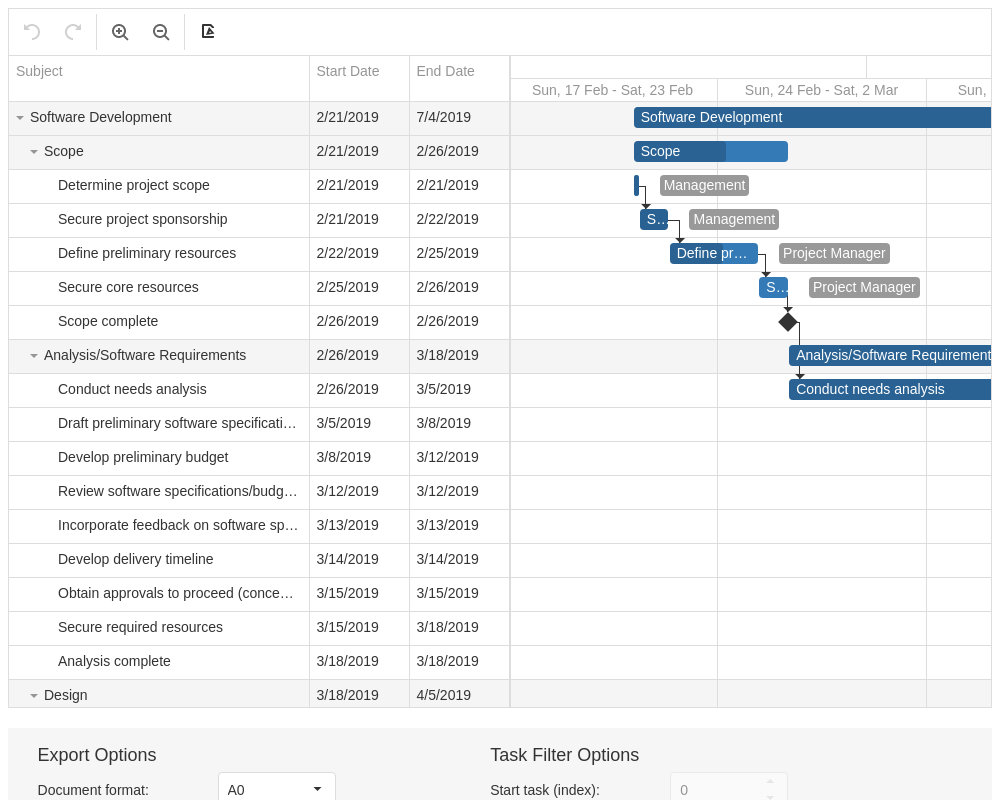 Subject Start Date End Date
Sun, 17 Feb - Sat, 23 Feb Sun, 24 Feb - Sat, 2 Mar Sun,
Software Development 2/21/2019 7/4/2019 Software Development
Scope 2/21/2019 2/26/2019 Scope
Determine project scope 2/21/2019 2/21/2019 Management
Secure project sponsorship 2/21/2019 2/22/2019 S... Management
Define preliminary resources 2/22/2019 2/25/2019 Define pr... Project Manager
Secure core resources 2/25/2019 2/26/2019 S... Project Manager
Scope complete 2/26/2019 2/26/2019
Analysis/Software Requirements 2/26/2019 3/18/2019 Analysis/Software Requirement
Conduct needs analysis 2/26/2019 3/5/2019 Conduct needs analysis
Draft preliminary software specificati... 3/5/2019 3/8/2019
Develop preliminary budget 3/8/2019 3/12/2019
Review software specifications/budg... 3/12/2019 3/12/2019
Incorporate feedback on software sp... 3/13/2019 3/13/2019
Develop delivery timeline 3/14/2019 3/14/2019
Obtain approvals to proceed (conce... 3/15/2019 3/15/2019
Secure required resources 3/15/2019 3/18/2019
Analysis complete 3/18/2019 3/18/2019
Design 3/18/2019 4/5/2019
Export Options Task Filter Options
Document format: A0 Start task (index): 0